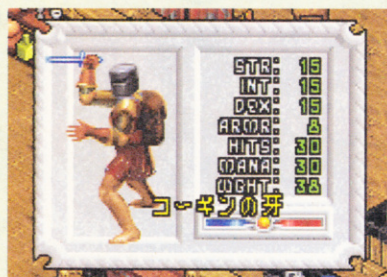 STR: 15
INT: 15
DEX: 15
ARMR: 8
HITS: 30
MANA: 30
WGHT: 38
コーギンの牙